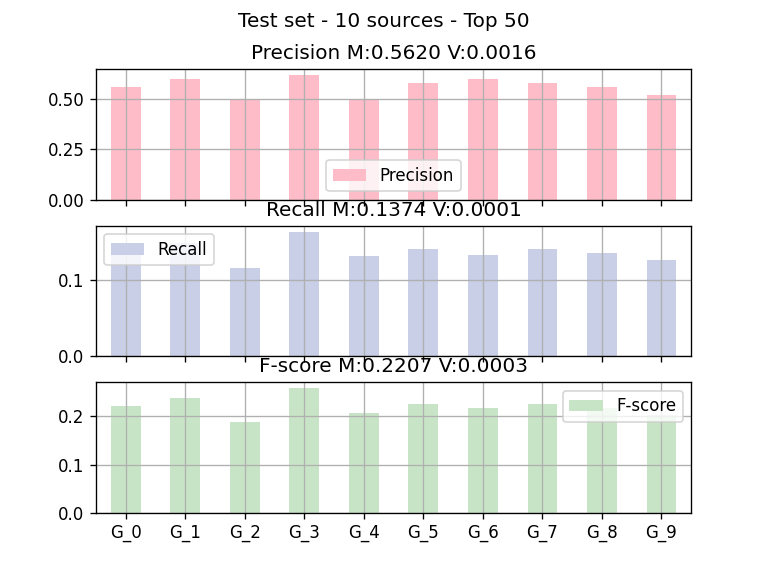 Test set - 10 sources - Top 50
Precision M:0.5620 V:0.0016
0.50
0.25
0.00
Precision
Recall M:0.1374 V:0.0001
0.1
0.0
Recall
F-score M:0.2207 V:0.0003
0.2
0.1
0.0
F-score
G_0 G_1 G_2 G_3 G_4 G_5 G_6 G_7 G_8 G_9